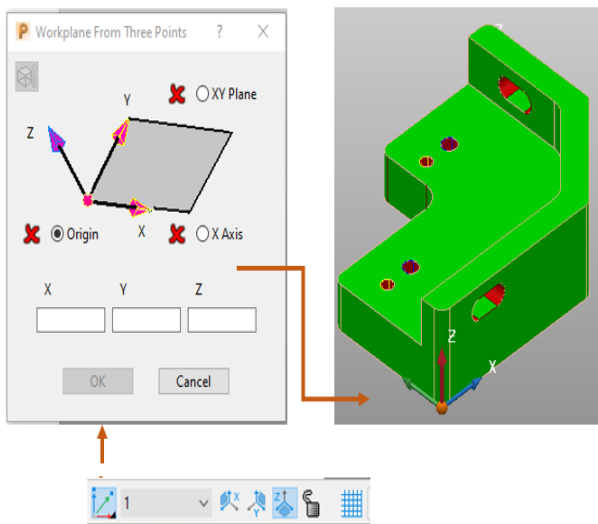 P Workplane From Three Points ? X
Y XY Plane
Z
Origin X X Axis
X Y Z
OK Cancel
Z
X
1 X Y Z